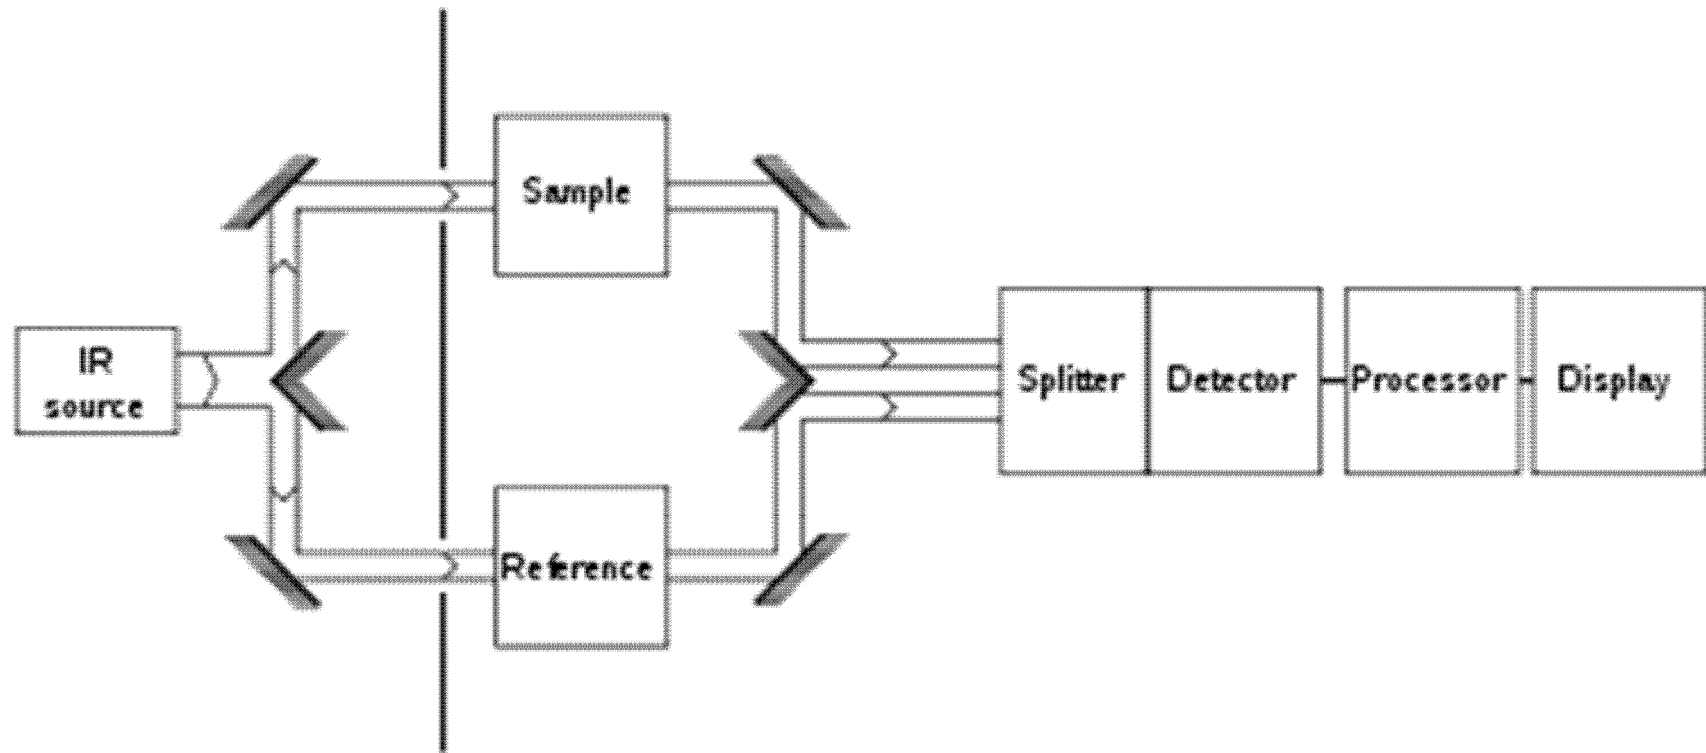 IR
source
Sample
Reference
Splitter
Detector
Processor
Display